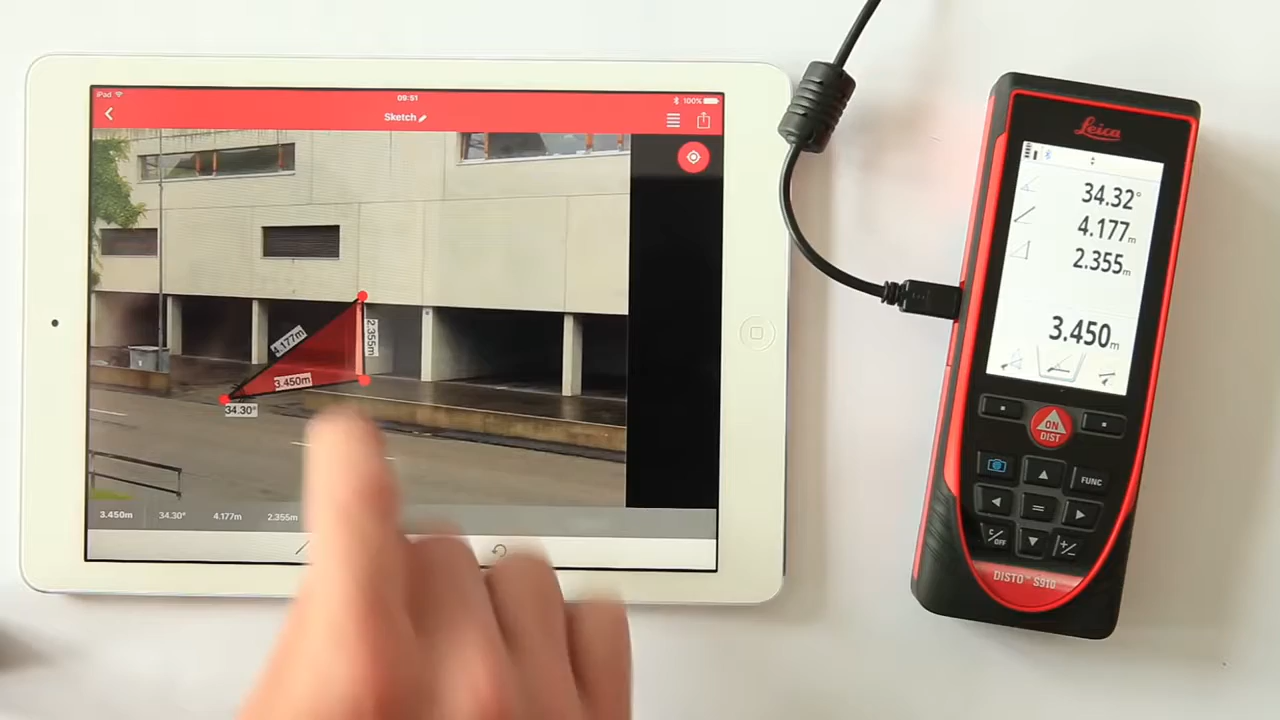 iPad
09:51
100%
Sketch
4.177m
2.355m
3.450m
34.30°
3.450m
34.30°
4.177m
2.355m
Leica
34.32°
4.177m
2.355m
3.450m
ON
DIST
FUNC
C/OFF
+/-
DISTO™ S910